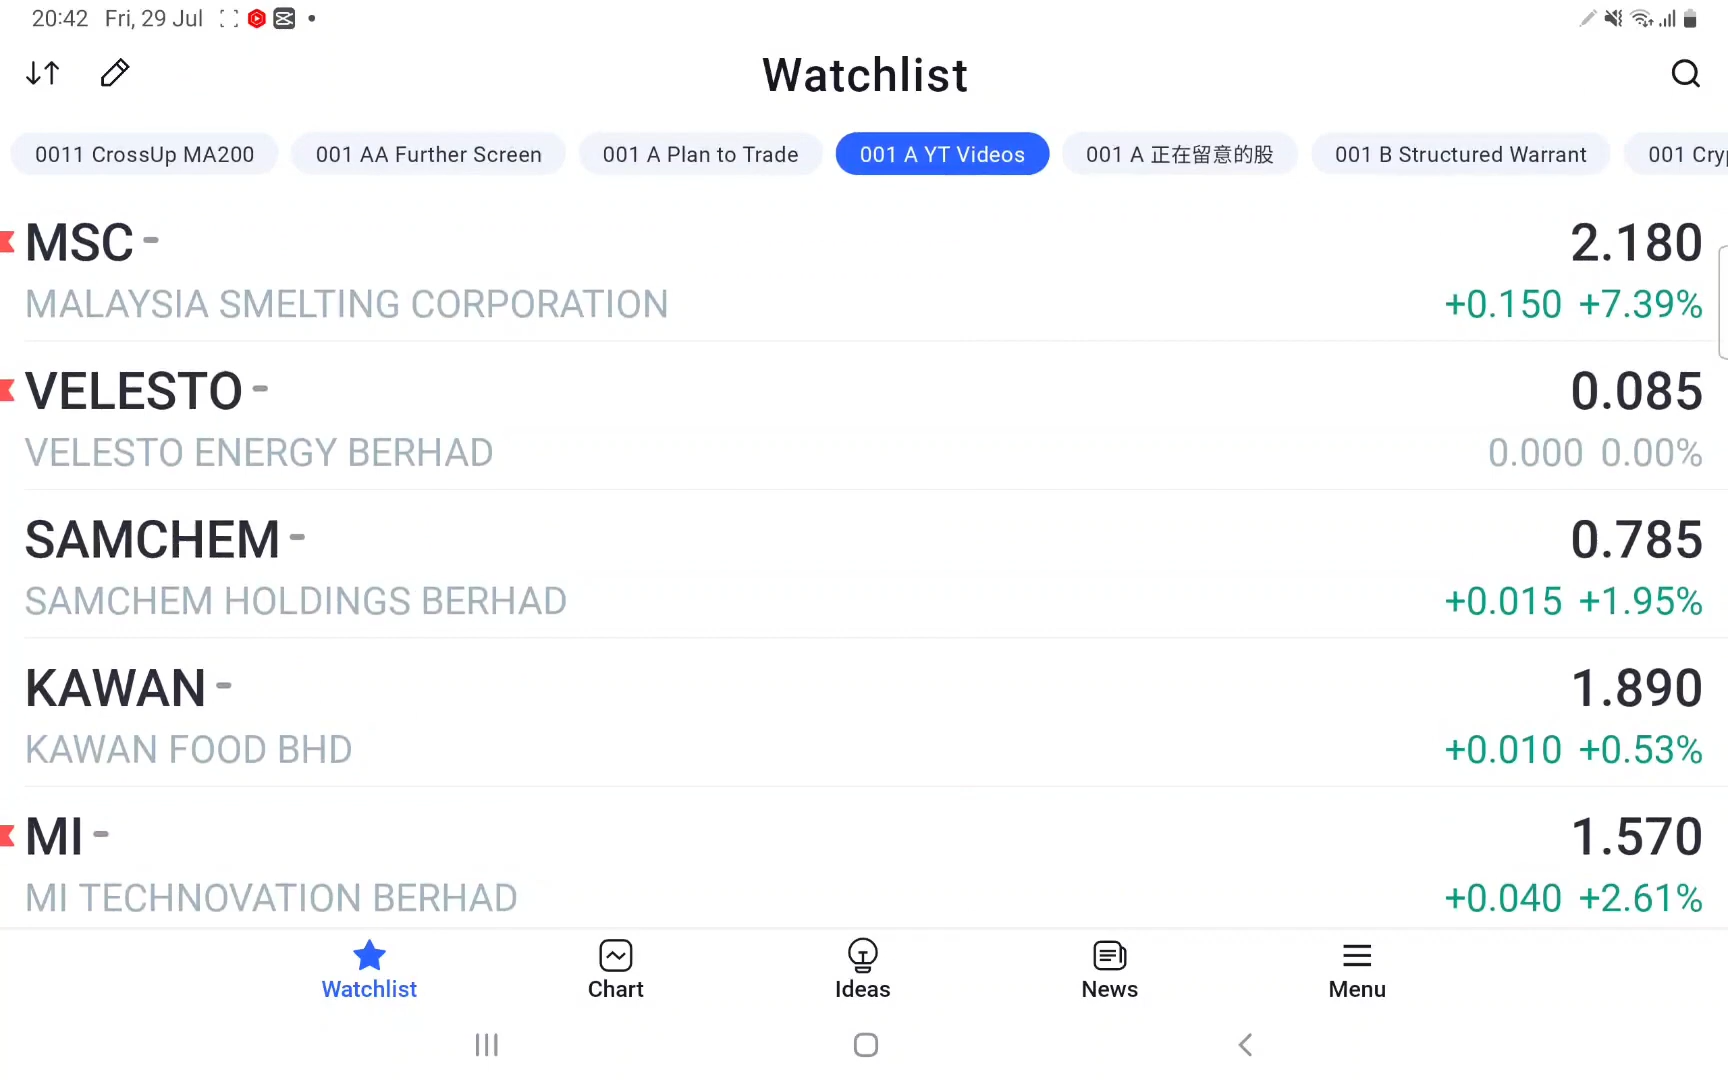 20:42 Fri, 29 Jul
Watchlist
0011 CrossUp MA200
001 AA Further Screen
001 A Plan to Trade
001 A YT Videos
001 A 正在留意的股
001 B Structured Warrant
001 Cry
MSC
2.180
MALAYSIA SMELTING CORPORATION
+0.150 +7.39%
VELESTO
0.085
VELESTO ENERGY BERHAD
0.000 0.00%
SAMCHEM
0.785
SAMCHEM HOLDINGS BERHAD
+0.015 +1.95%
KAWAN
1.890
KAWAN FOOD BHD
+0.010 +0.53%
MI
1.570
MI TECHNOVATION BERHAD
+0.040 +2.61%
Watchlist
Chart
Ideas
News
Menu